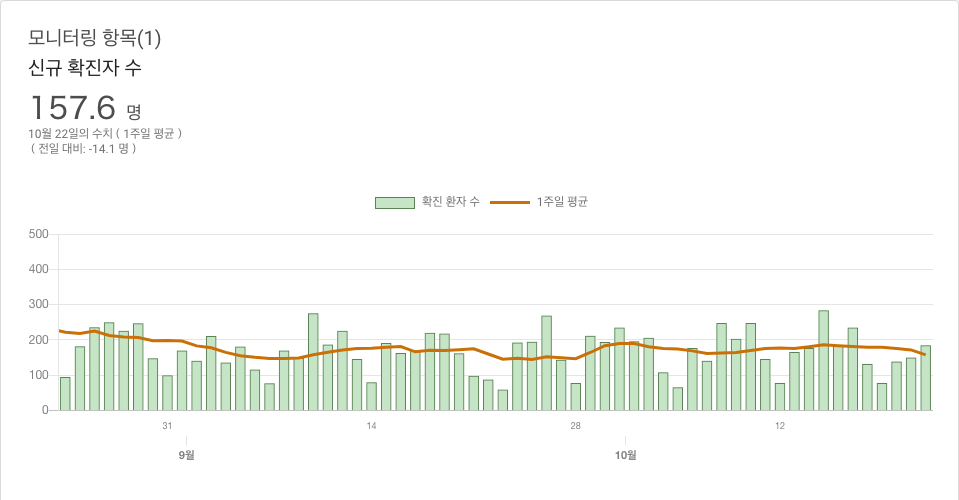 모니터링 항목(1)
신규 확진자 수
157.6 명
10월 22일의 수치 ( 1주일 평균 )
( 전일 대비: -14.1 명 )
확진 환자 수 1주일 평균
500
400
300
200
100
0
31 14 28 12
9월 10월